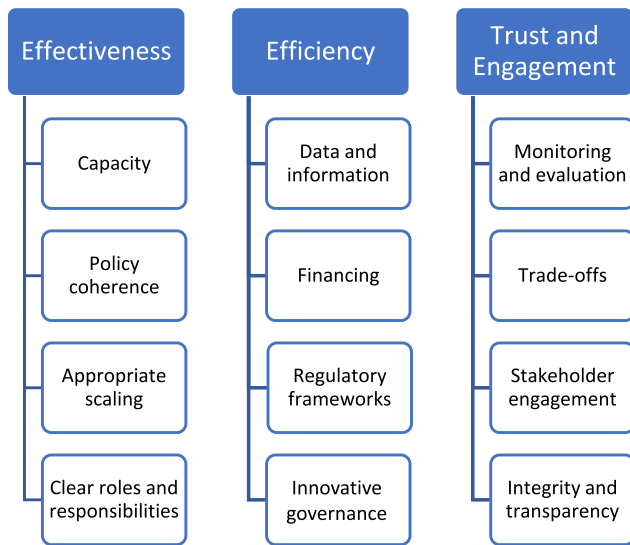 Effectiveness
Capacity
Policy
coherence
Appropriate
scaling
Clear roles and
responsibilities
Efficiency
Data and
information
Financing
Regulatory
frameworks
Innovative
governance
Trust and
Engagement
Monitoring
and evaluation
Trade-offs
Stakeholder
engagement
Integrity and
transparency